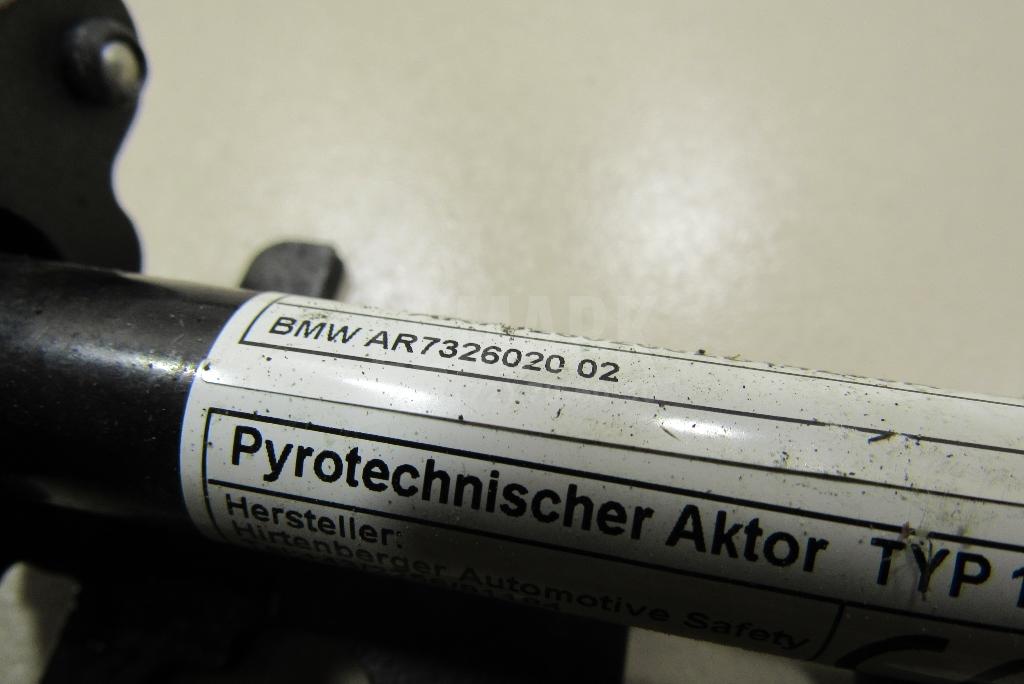 BMW AR7326020 02
Pyrotechnischer Aktor TYP 1
Hersteller:
Hirtenberger Automotive Safety